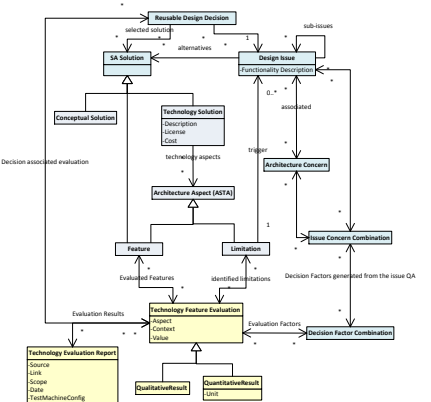 *
Reusable Design Decision
selected solution
sub-issues
* * * 1 *
alternatives
SA Solution
Design Issue
-Functionality Description
* *
0..*
associated
Conceptual Solution
Technology Solution
-Description
-License
-Cost
trigger
technology aspects
Decision associated evaluation
Architecture Concern
*
Architecture Aspect (ASTA)
1
Issue Concern Combination
Feature
Limitation
Evaluated Features
identified limitations
Decision Factors generated from the issue QA
Technology Feature Evaluation
-Aspect
-Context
-Value
Evaluation Results
Evaluation Factors
Decision Factor Combination
Technology Evaluation Report
-Source
-Link
-Scope
-Date
-TestMachineConfig
QualitativeResult
QuantitativeResult
-Unit